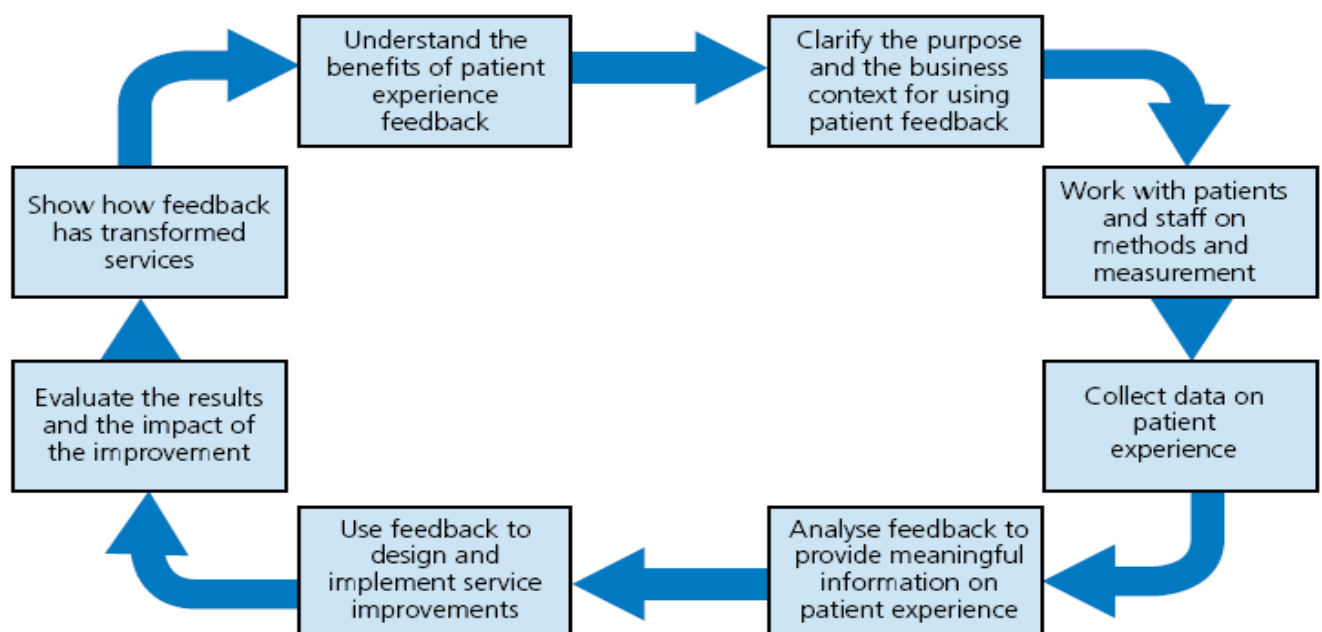 Understand the
benefits of patient
experience
feedback
Clarify the purpose
and the business
context for using
patient feedback
Work with patients
and staff on
methods and
measurement
Collect data on
patient
experience
Analyse feedback to
provide meaningful
information on
patient experience
Use feedback to
design and
implement service
improvements
Evaluate the results
and the impact of
the improvement
Show how feedback
has transformed
services